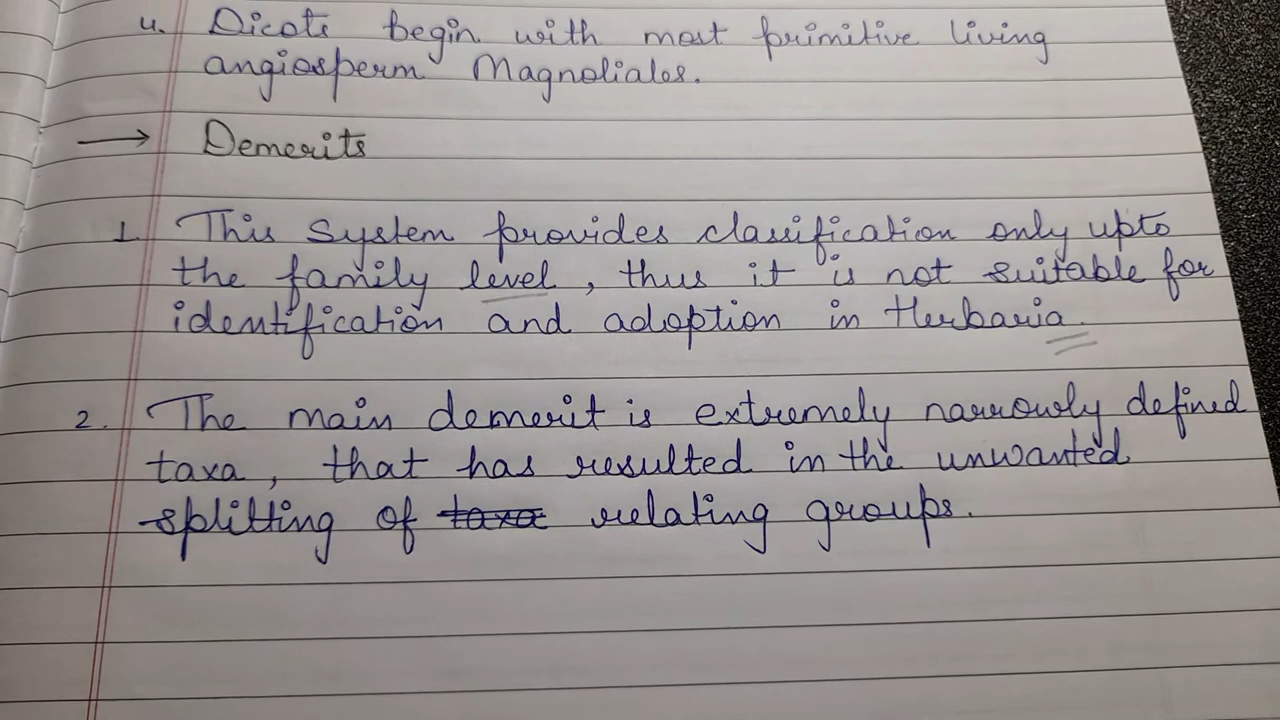 4. Dicots begin with most primitive living
angiosperm Magnoliales.
→ Demerits
1. This System provides classification only upto
the family level, thus it is not suitable for
identification and adoption in Herbaria.
2. The main demerit is extremely narrowly defined
taxa, that has resulted in the unwanted
splitting of taxa relating groups.